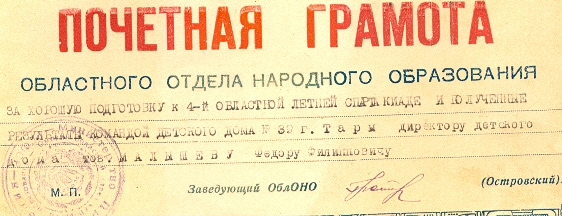 ПОЧЕТНАЯ ГРАМОТА
ОБЛАСТНОГО ОТДЕЛА НАРОДНОГО ОБРАЗОВАНИЯ
ЗА ХОРОШУЮ ПОДГОТОВКУ К 4-й ОБЛАСТНОЙ ЛЕТНЕЙ СПАРТАКИАДЕ И ПОЛУЧЕННЫЕ
РЕЗУЛЬТАТЫ КОМАНДОЙ ДЕТСКОГО ДОМА № 39 г. Тары директору детского
дома тов. МАЛЫШЕВУ Федору Филипповичу
М. П. Заведующий ОблОНО (Островский).